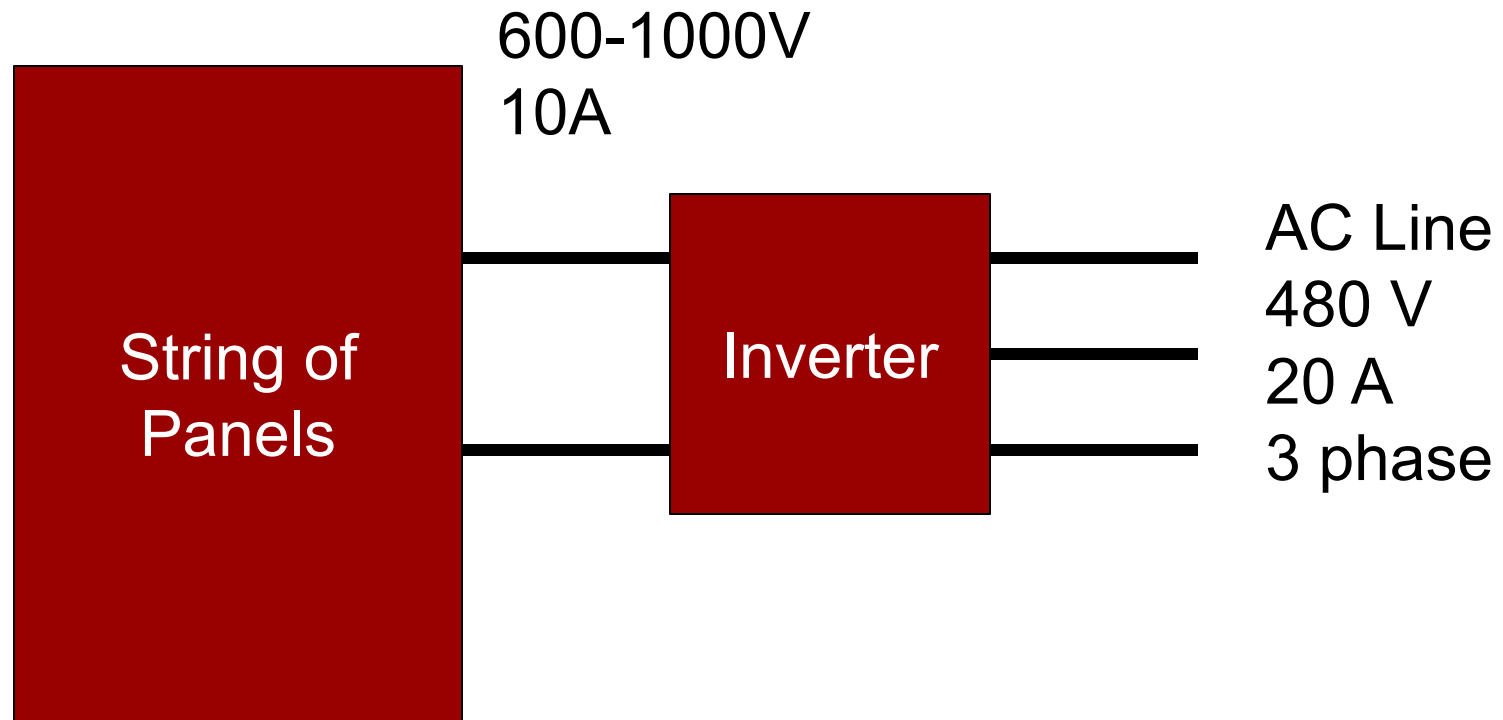 600-1000V
10A
String of
Panels
Inverter
AC Line
480 V
20 A
3 phase